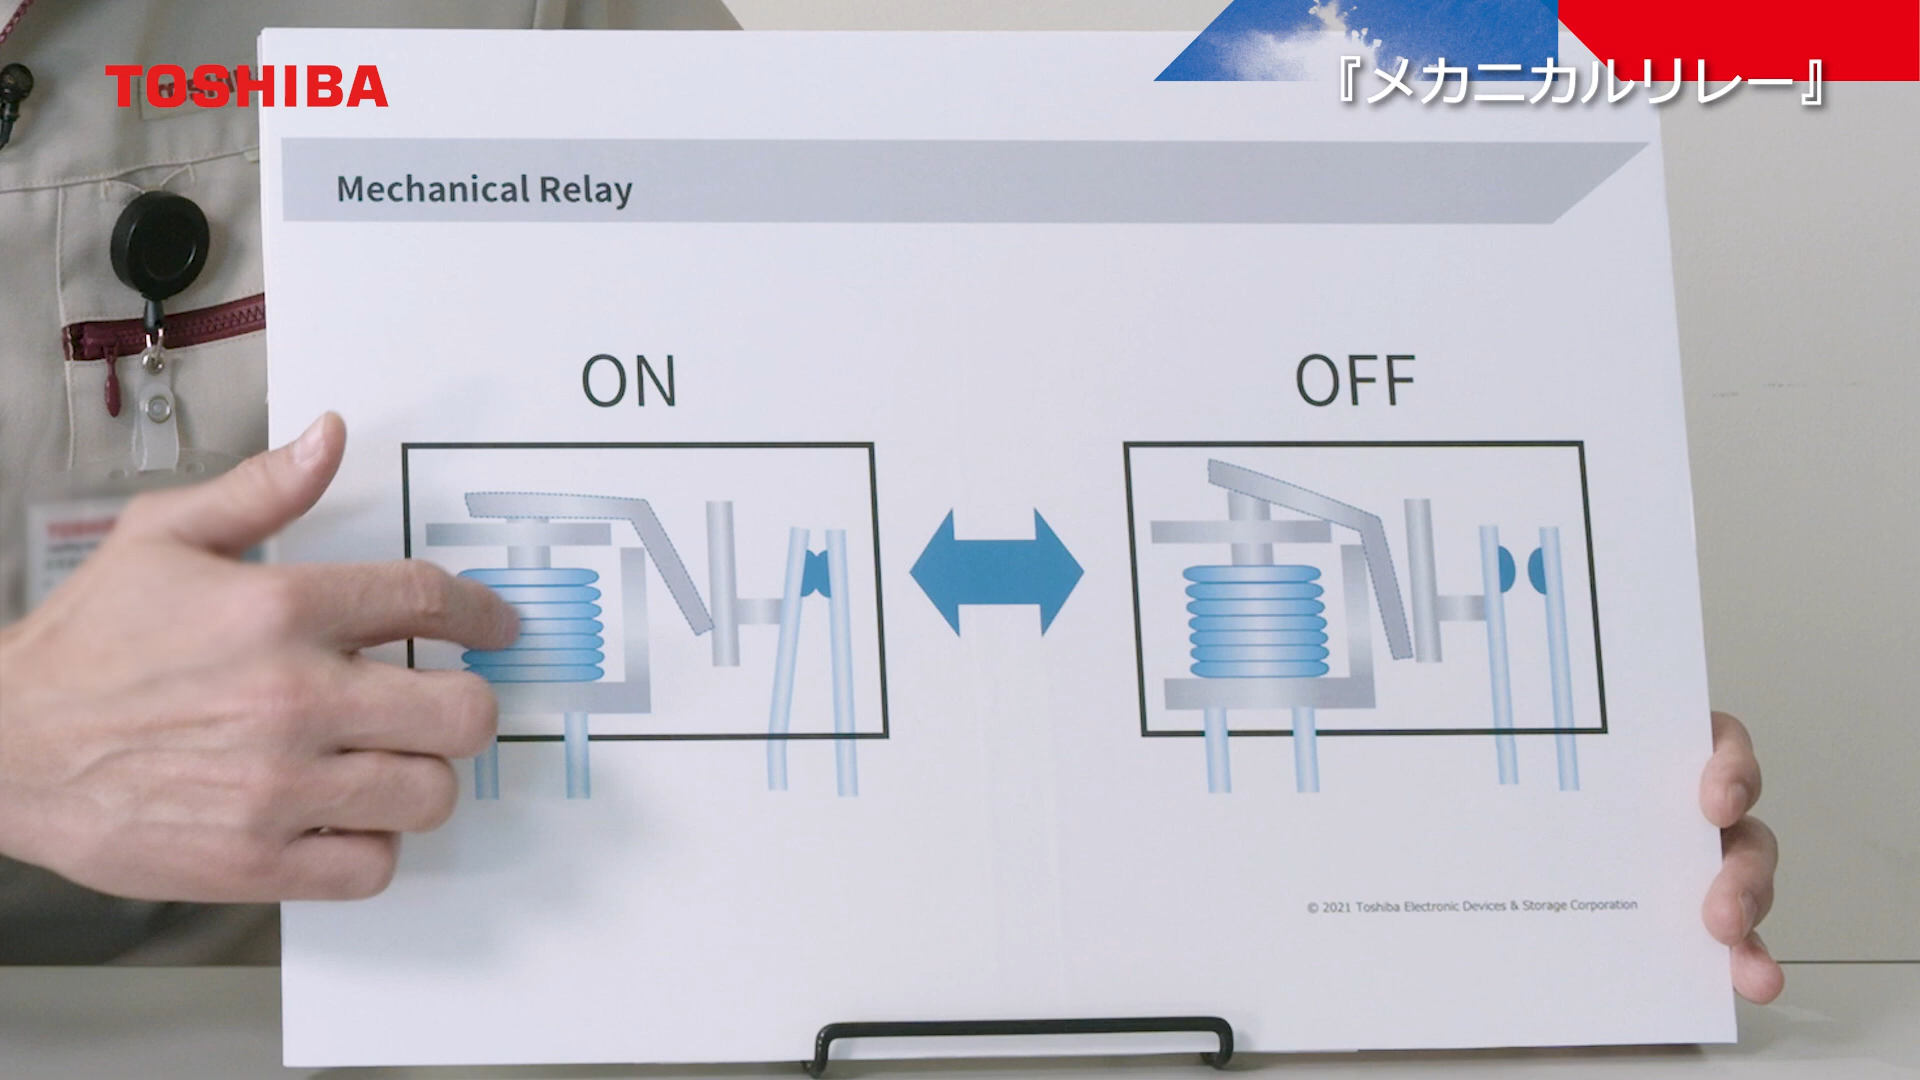 TOSHIBA
『メカニカルリレー』
Mechanical Relay
ON
OFF
© 2021 Toshiba Electronic Devices & Storage Corporation